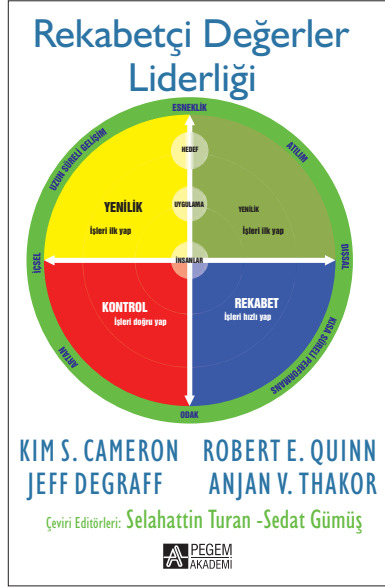 Rekabetçi Değerler
Liderliği
ESNEKLİK
UZUN SÜRELİ GELİŞİM
ATILIM
HEDEF
YENİLİK
İşleri ilk yap
UYGULAMA
YENİLİK
İşleri ilk yap
İÇSEL
İNSANLAR
DIŞSAL
KONTROL
İşleri doğru yap
REKABET
İşleri hızlı yap
ARTAN
KISA SÜRELİ PERFORMANS
ODAK
KIM S. CAMERON ROBERT E. QUINN
JEFF DEGRAFF ANJAN V. THAKOR
Çeviri Editörleri: Selahattin Turan -Sedat Gümüş
PEGEM
AKADEMİ